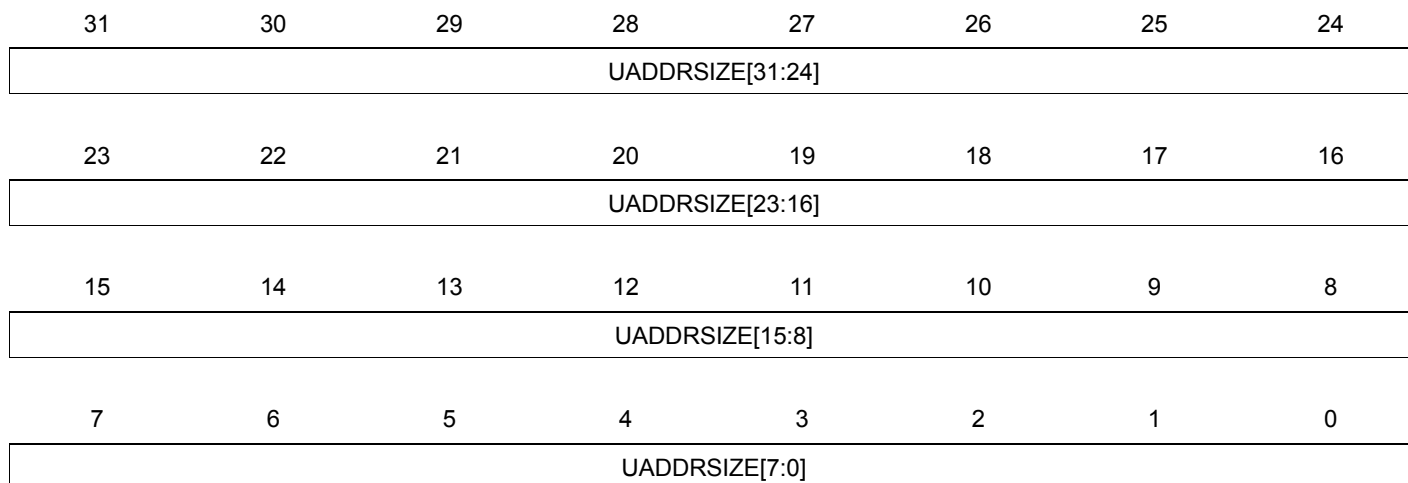 31 30 29 28 27 26 25 24
UADDRSIZE[31:24]
23 22 21 20 19 18 17 16
UADDRSIZE[23:16]
15 14 13 12 11 10 9 8
UADDRSIZE[15:8]
7 6 5 4 3 2 1 0
UADDRSIZE[7:0]